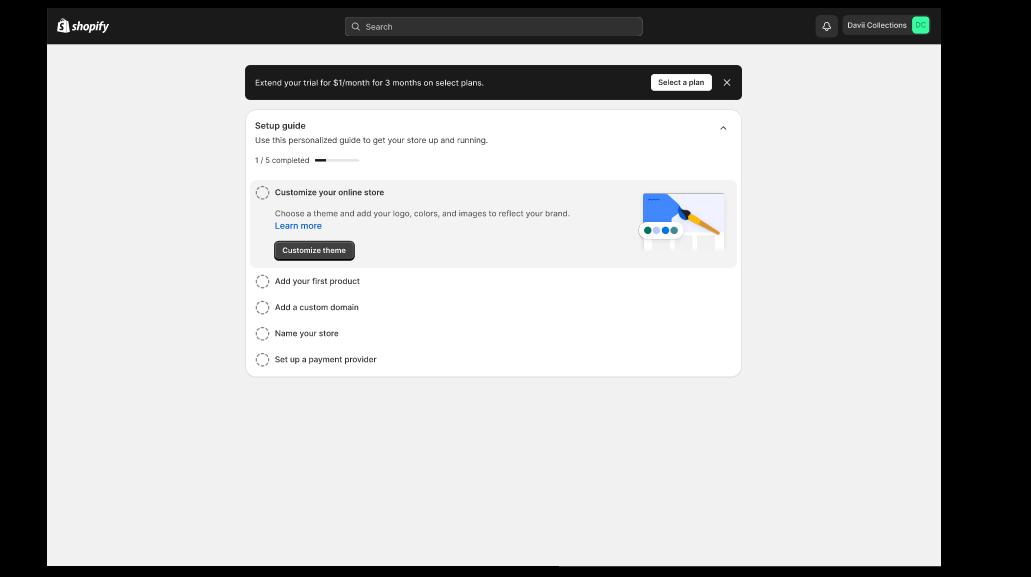 shopify
Search
Davii Collections
DC
Extend your trial for $1/month for 3 months on select plans.
Select a plan
Setup guide
Use this personalized guide to get your store up and running.
1 / 5 completed
Customize your online store
Choose a theme and add your logo, colors, and images to reflect your brand.
Learn more
Customize theme
Add your first product
Add a custom domain
Name your store
Set up a payment provider